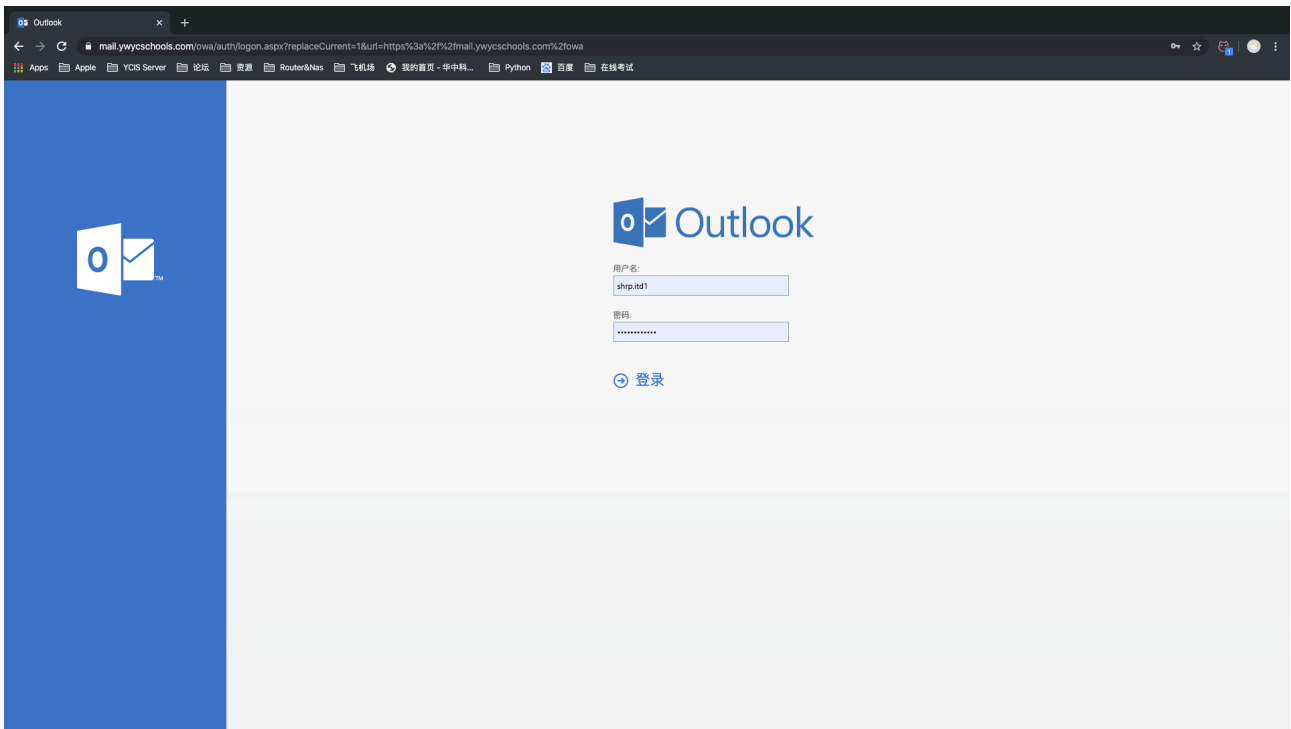 Outlook
mail.ywycschools.com/owa/auth/logon.aspx?replaceCurrent=1&url=https%3a%2f%2fmail.ywycschools.com%2fowa
Apps Apple YCIS Server 论坛 资源 Router&Nas 飞机场 我的首页 - 华中科... Python 百度 在线考试
Outlook
用户名:
shrp.itd1
密码:
••••••••••••
登录